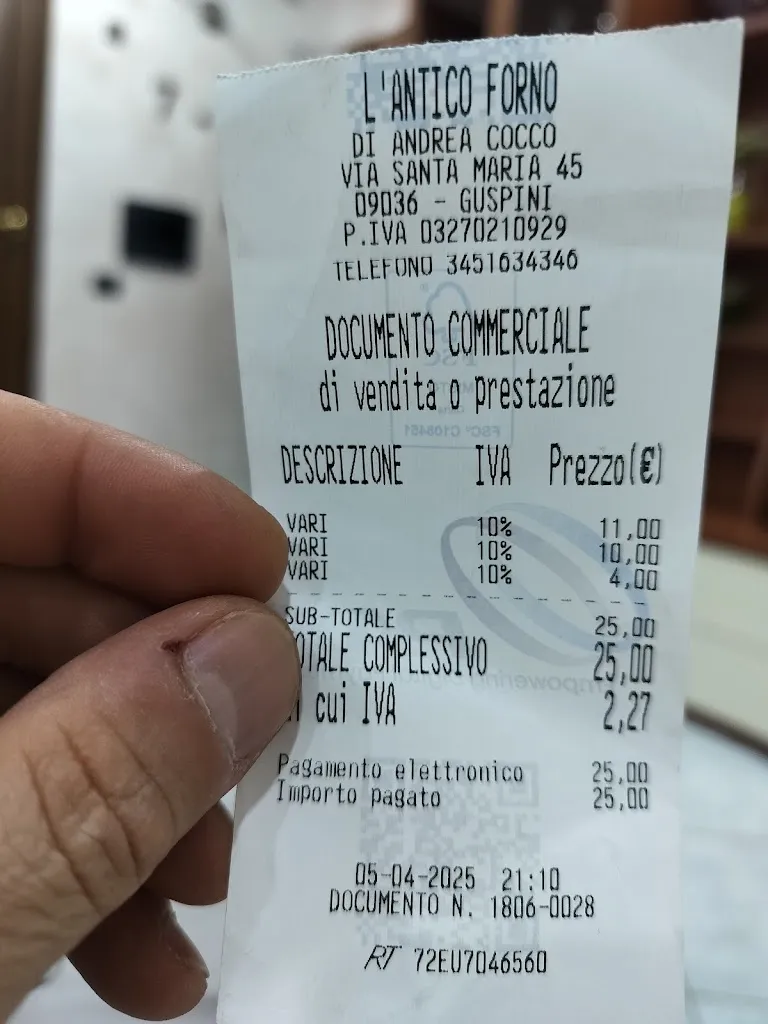 L'ANTICO FORNO
DI ANDREA COCCO
VIA SANTA MARIA 45
09036 - GUSPINI
P.IVA 03270210929
TELEFONO 3451634346
DOCUMENTO COMMERCIALE
di vendita o prestazione
DESCRIZIONE IVA Prezzo(€)
VARI 10% 11,00
VARI 10% 10,00
VARI 10% 4,00
SUB-TOTALE 25,00
OTALE COMPLESSIVO 25,00
i cui IVA 2,27
Pagamento elettronico 25,00
Importo pagato 25,00
05-04-2025 21:10
DOCUMENTO N. 1806-0028
RT 72EU7046560